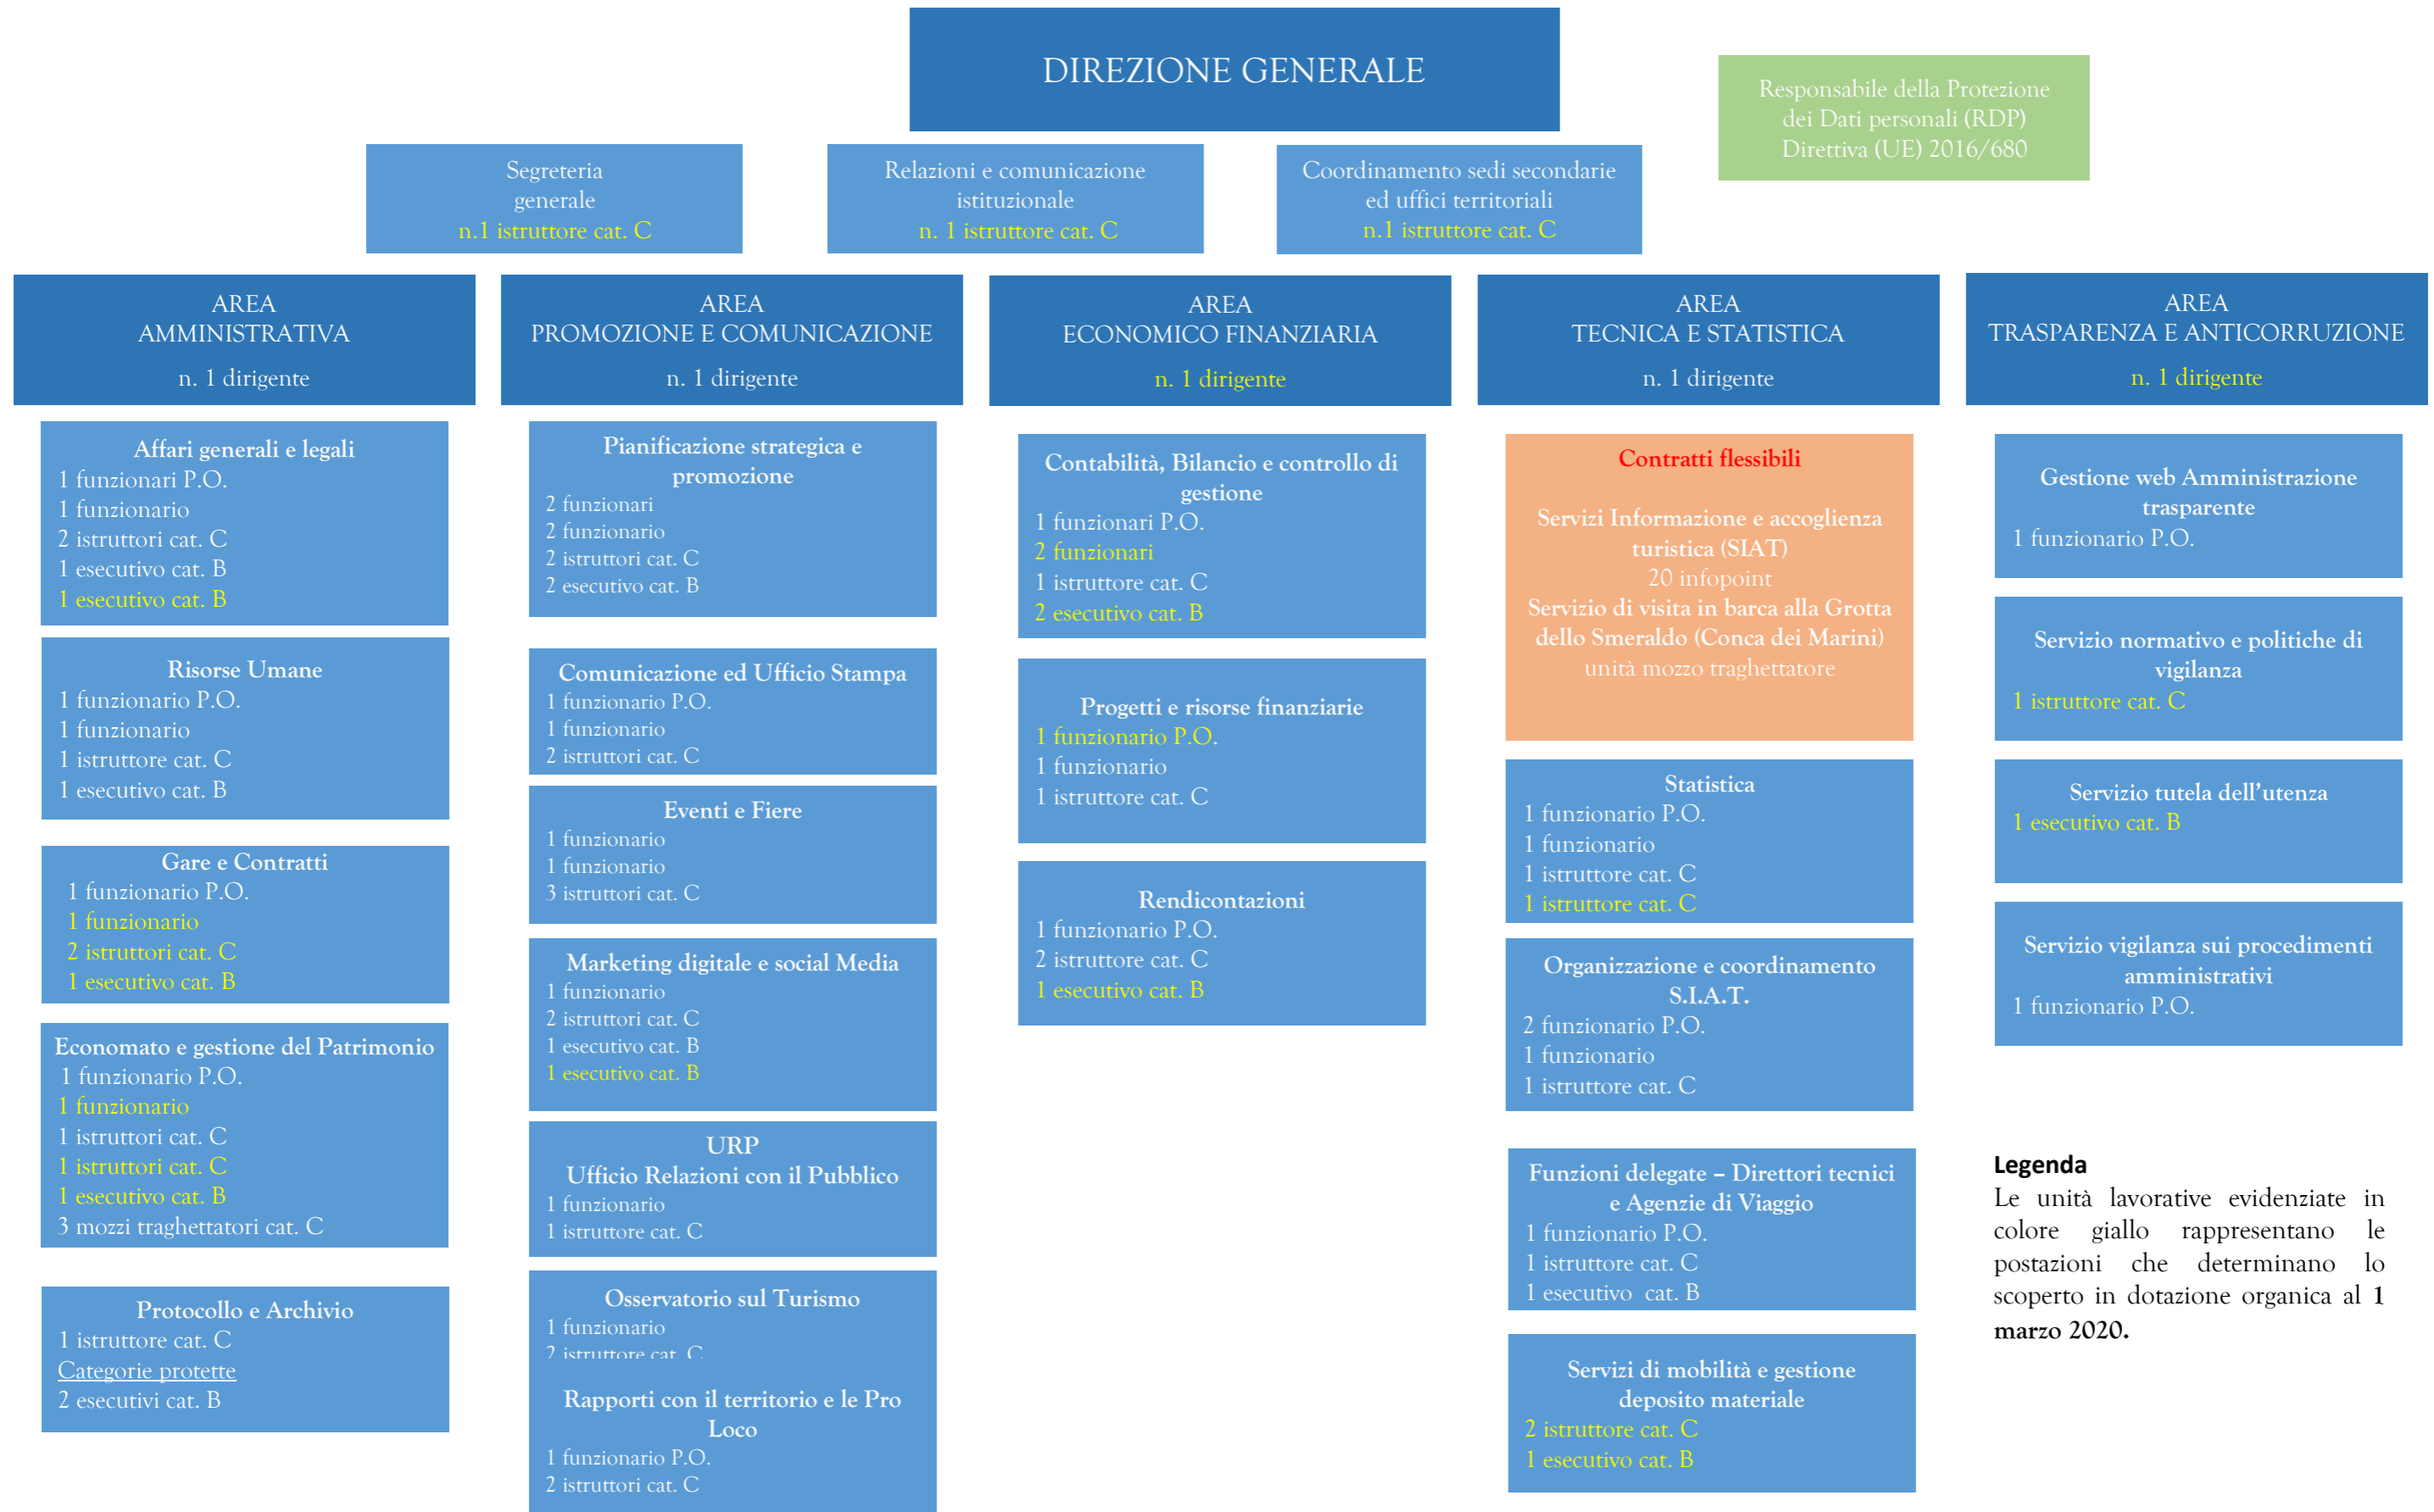 DIREZIONE GENERALE
Responsabile della Protezione
dei Dati personali (RDP)
Direttiva (UE) 2016/680
Segreteria
generale
n.1 istruttore cat. C
Relazioni e comunicazione
istituzionale
n. 1 istruttore cat. C
Coordinamento sedi secondarie
ed uffici territoriali
n.1 istruttore cat. C
AREA
AMMINISTRATIVA
n. 1 dirigente
Affari generali e legali
1 funzionari P.O.
1 funzionario
2 istruttori cat. C
1 esecutivo cat. B
1 esecutivo cat. B
Risorse Umane
1 funzionario P.O.
1 funzionario
1 istruttore cat. C
1 esecutivo cat. B
Gare e Contratti
1 funzionario P.O.
1 funzionario
2 istruttori cat. C
1 esecutivo cat. B
Economato e gestione del Patrimonio
1 funzionario P.O.
1 funzionario
1 istruttori cat. C
1 istruttori cat. C
1 esecutivo cat. B
3 mozzi traghettatori cat. C
Protocollo e Archivio
1 istruttore cat. C
Categorie protette
2 esecutivi cat. B
AREA
PROMOZIONE E COMUNICAZIONE
n. 1 dirigente
Pianificazione strategica e
promozione
2 funzionari
2 funzionario
2 istruttori cat. C
2 esecutivo cat. B
Comunicazione ed Ufficio Stampa
1 funzionario P.O.
1 funzionario
2 istruttori cat. C
Eventi e Fiere
1 funzionario
1 funzionario
3 istruttori cat. C
Marketing digitale e social Media
1 funzionario
2 istruttori cat. C
1 esecutivo cat. B
1 esecutivo cat. B
URP
Ufficio Relazioni con il Pubblico
1 funzionario
1 istruttore cat. C
Osservatorio sul Turismo
1 funzionario
2 istruttore cat. C
Rapporti con il territorio e le Pro
Loco
1 funzionario P.O.
2 istruttori cat. C
AREA
ECONOMICO FINANZIARIA
n. 1 dirigente
Contabilità, Bilancio e controllo di
gestione
1 funzionari P.O.
2 funzionari
1 istruttore cat. C
2 esecutivo cat. B
Progetti e risorse finanziarie
1 funzionario P.O.
1 funzionario
1 istruttore cat. C
Rendicontazioni
1 funzionario P.O.
2 istruttore cat. C
1 esecutivo cat. B
AREA
TECNICA E STATISTICA
n. 1 dirigente
Contratti flessibili
Servizi Informazione e accoglienza
turistica (SIAT)
20 infopoint
Servizio di visita in barca alla Grotta
dello Smeraldo (Conca dei Marini)
unità mozzo traghettatore
Statistica
1 funzionario P.O.
1 funzionario
1 istruttore cat. C
1 istruttore cat. C
Organizzazione e coordinamento
S.I.A.T.
2 funzionario P.O.
1 funzionario
1 istruttore cat. C
Funzioni delegate – Direttori tecnici
e Agenzie di Viaggio
1 funzionario P.O.
1 istruttore cat. C
1 esecutivo cat. B
Servizi di mobilità e gestione
deposito materiale
2 istruttore cat. C
1 esecutivo cat. B
AREA
TRASPARENZA E ANTICORRUZIONE
n. 1 dirigente
Gestione web Amministrazione
trasparente
1 funzionario P.O.
Servizio normativo e politiche di
vigilanza
1 istruttore cat. C
Servizio tutela dell'utenza
1 esecutivo cat. B
Servizio vigilanza sui procedimenti
amministrativi
1 funzionario P.O.
Legenda
Le unità lavorative evidenziate in
colore giallo rappresentano le
postazioni che determinano lo
scoperto in dotazione organica al 1
marzo 2020.